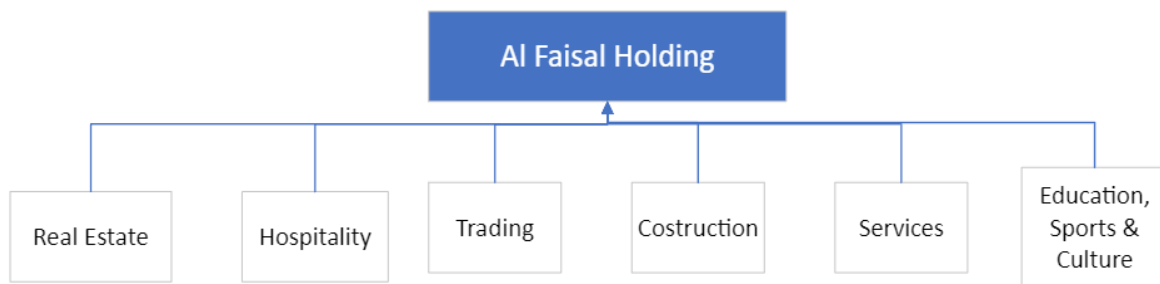 Al Faisal Holding
Real Estate
Hospitality
Trading
Costruction
Services
Education,
Sports &
Culture